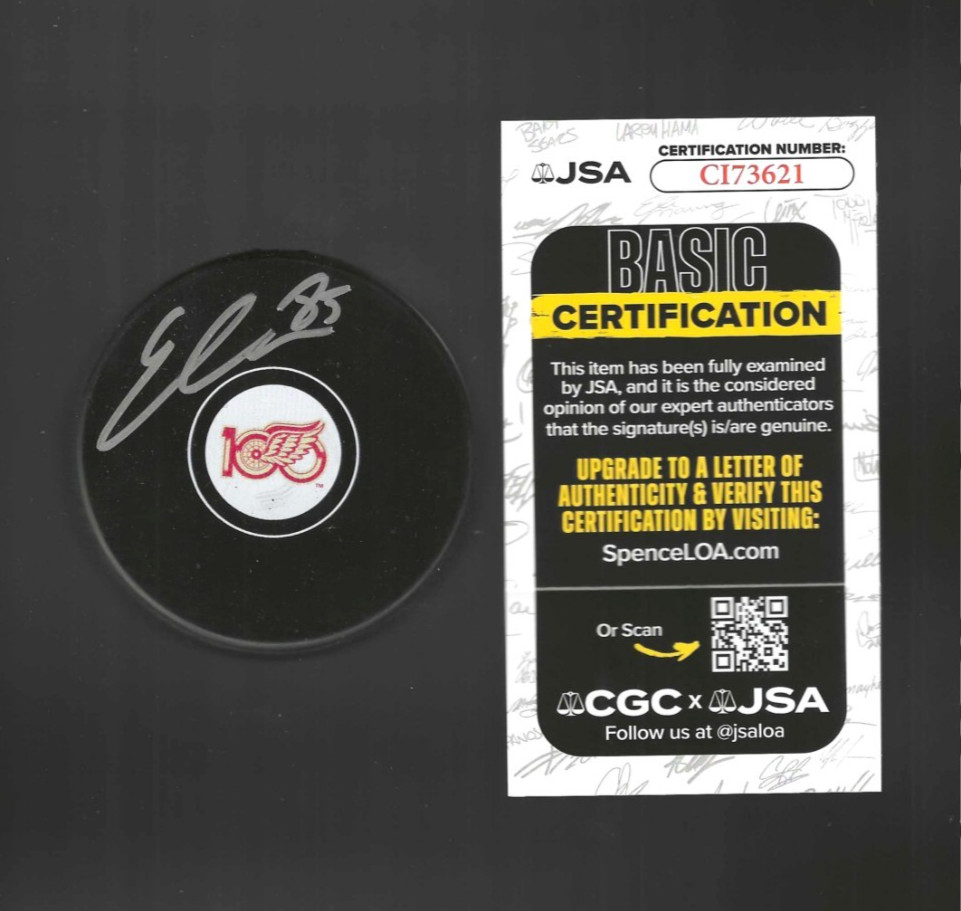 85
100
TM
JSA
CERTIFICATION NUMBER:
CI73621
BASIC
CERTIFICATION
This item has been fully examined
by JSA, and it is the considered
opinion of our expert authenticators
that the signature(s) is/are genuine.
UPGRADE TO A LETTER OF
AUTHENTICITY & VERIFY THIS
CERTIFICATION BY VISITING:
SpenceLOA.com
Or Scan
CGC x JSA
Follow us at @jsaloa